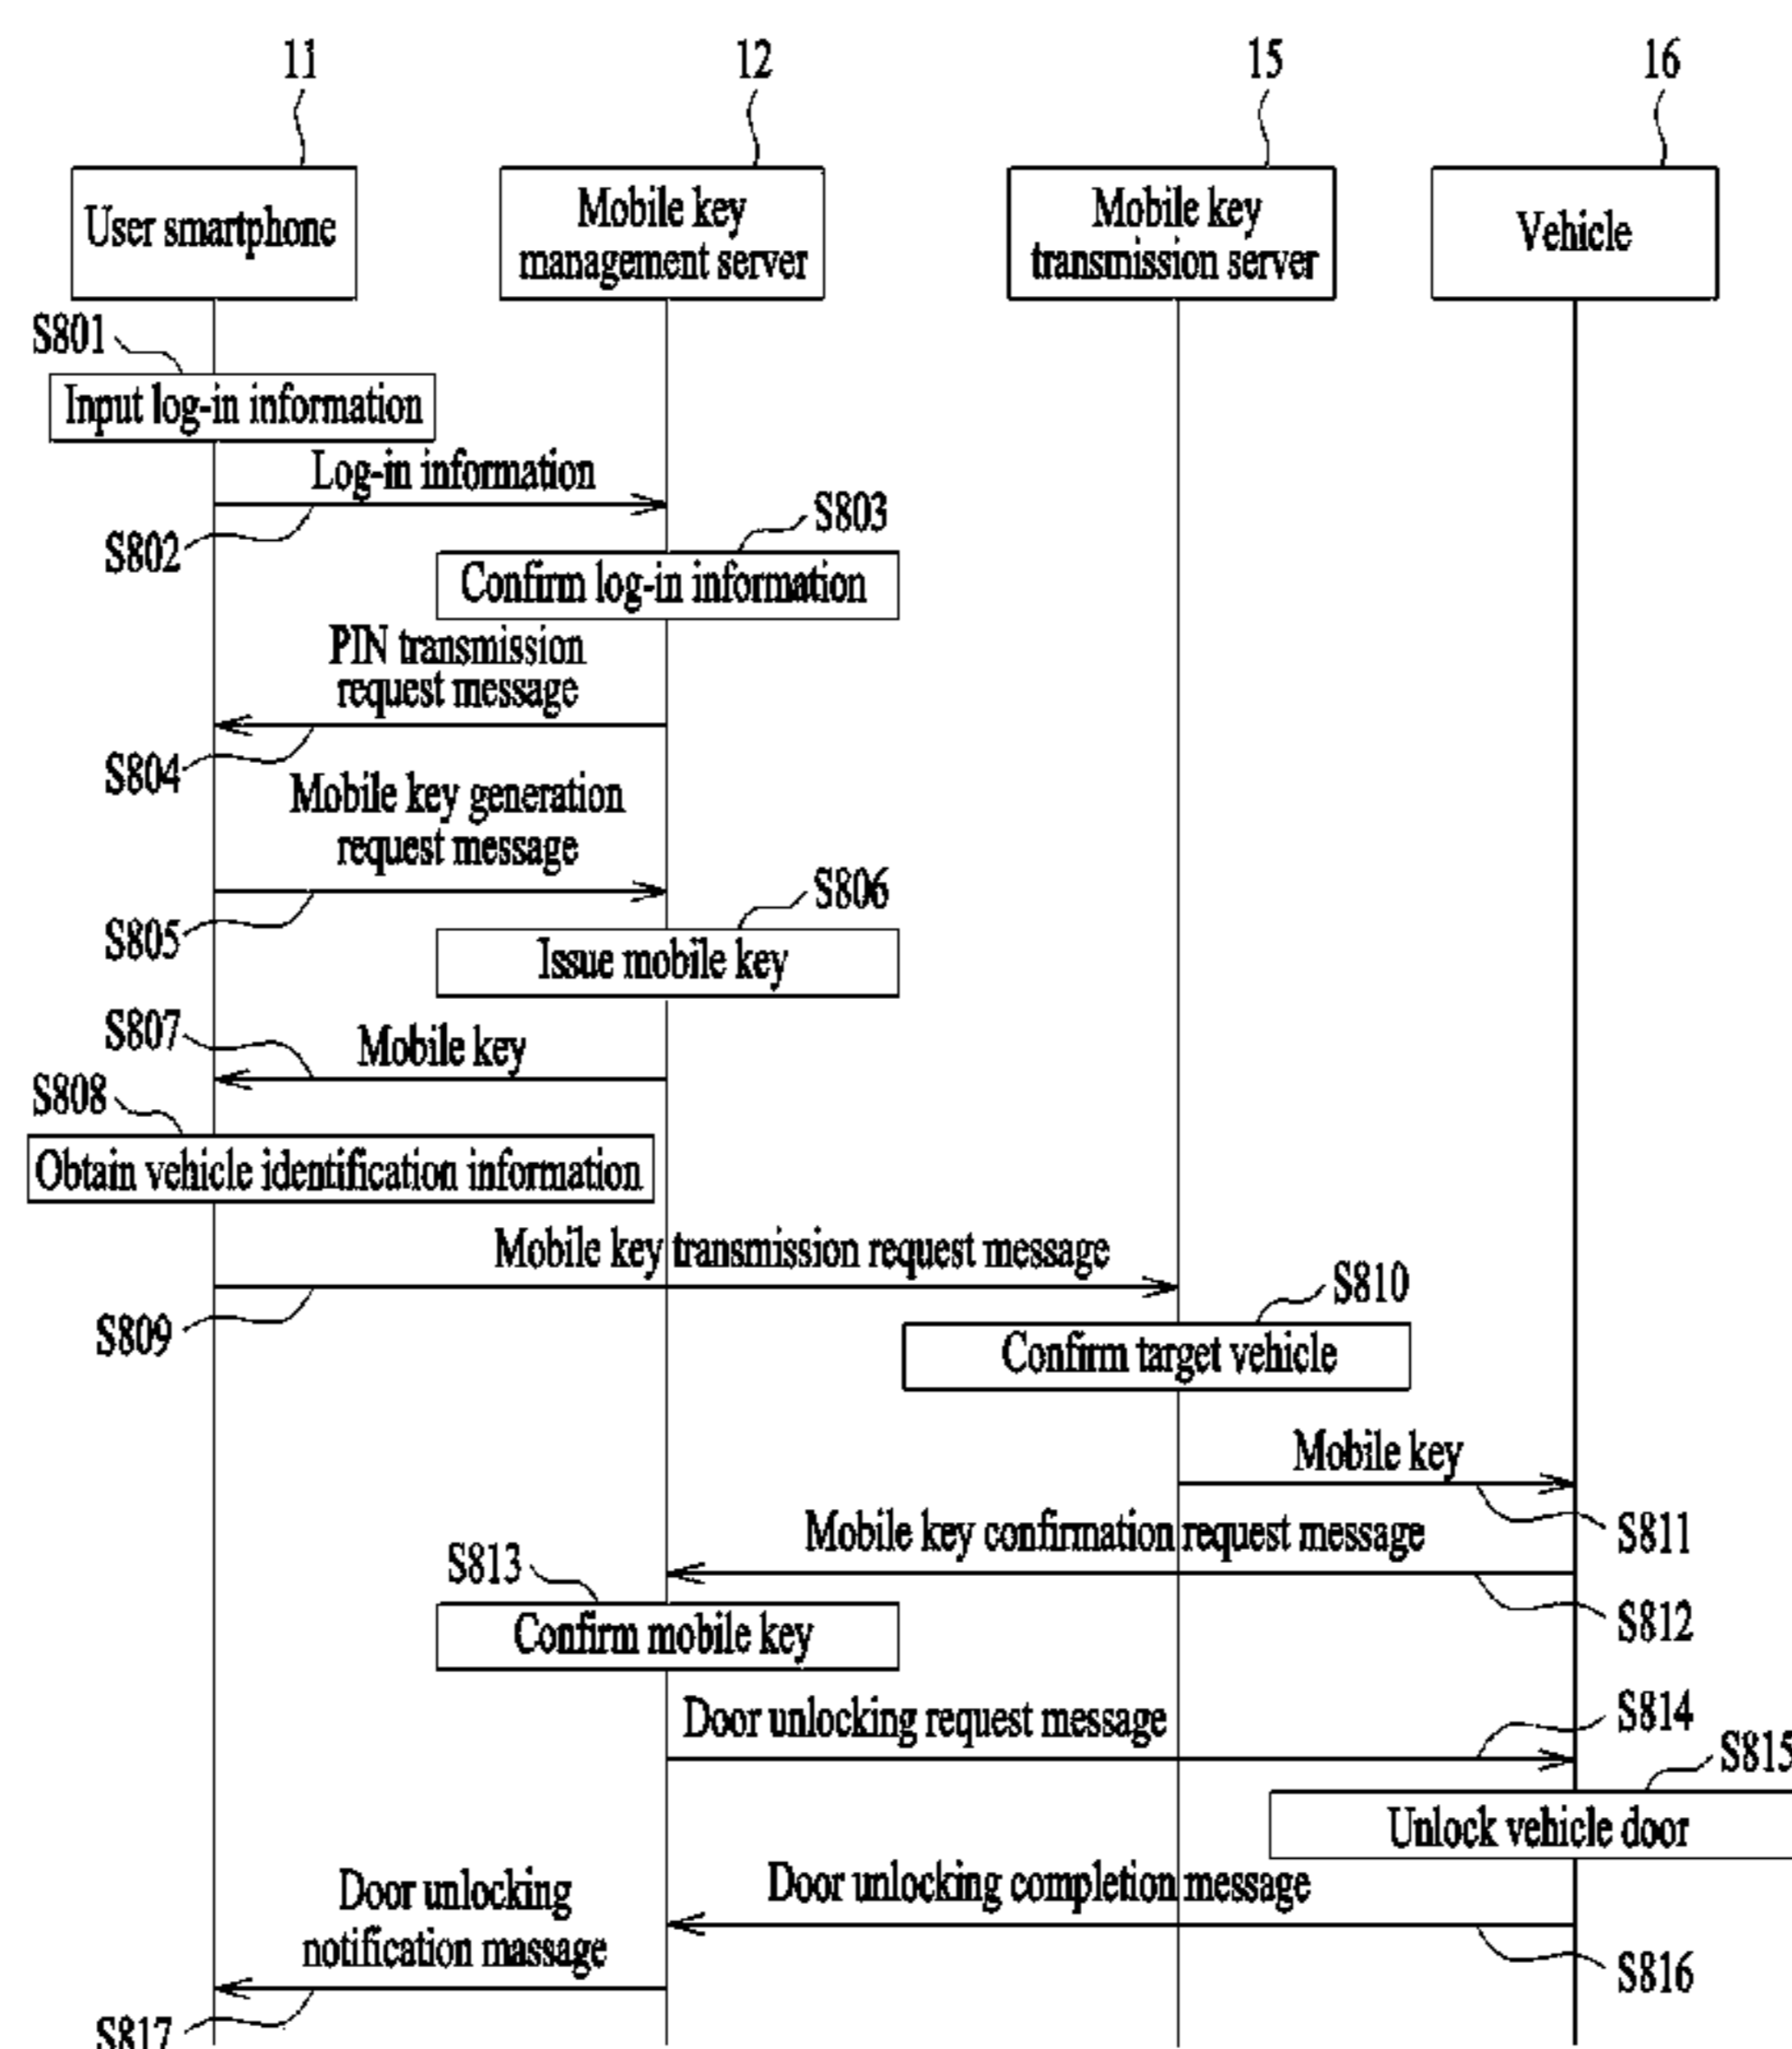 11
12
15
16
User smartphone
Mobile key
management server
Mobile key
transmission server
Vehicle
S801
Input log-in information
Log-in information
S802
S803
Confirm log-in information
PIN transmission
request message
S804
Mobile key generation
request message
S805
S806
Issue mobile key
S807
Mobile key
S808
Obtain vehicle identification information
Mobile key transmission request message
S809
S810
Confirm target vehicle
Mobile key
S811
Mobile key confirmation request message
S812
S813
Confirm mobile key
Door unlocking request message
S814
S815
Unlock vehicle door
Door unlocking completion message
S816
Door unlocking
notification massage
S817